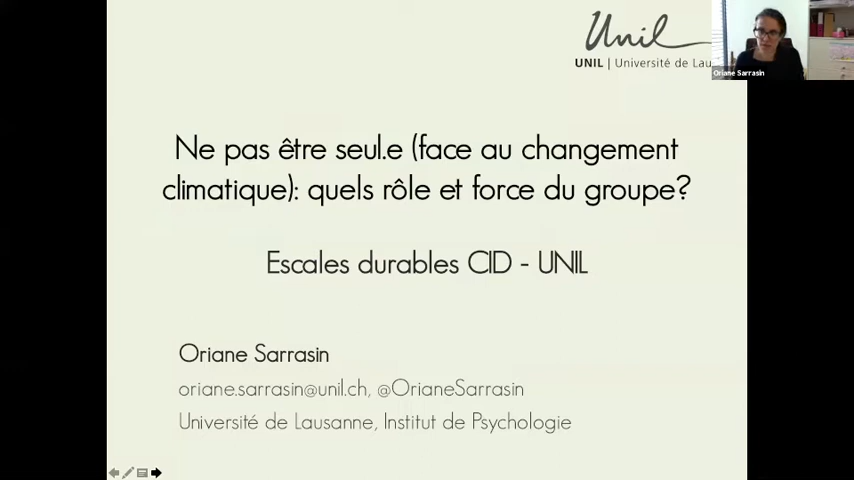 Unil
UNIL | Université de Lau
Oriane Sarrasin
Ne pas être seul.e (face au changement
climatique): quels rôle et force du groupe?
Escales durables CID - UNIL
Oriane Sarrasin
oriane.sarrasin@unil.ch, @OrianeSarrasin
Université de Lausanne, Institut de Psychologie